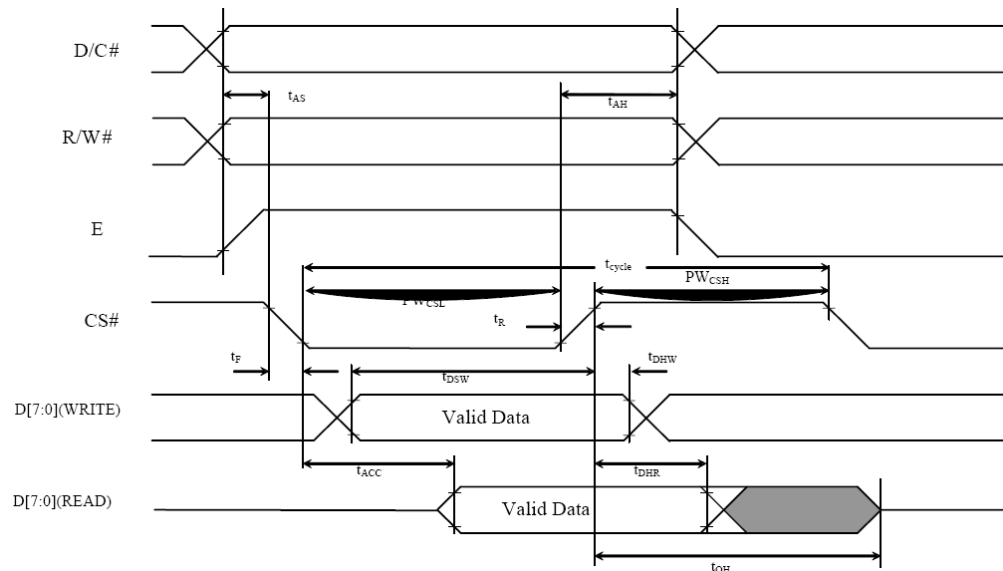 D/C#
tAS
tAH
R/W#
E
tcycle
PWCSL
PWCSH
CS#
tR
tF
tDSW
tDHW
D[7:0](WRITE)
Valid Data
tACC
tDHR
D[7:0](READ)
Valid Data
tOH